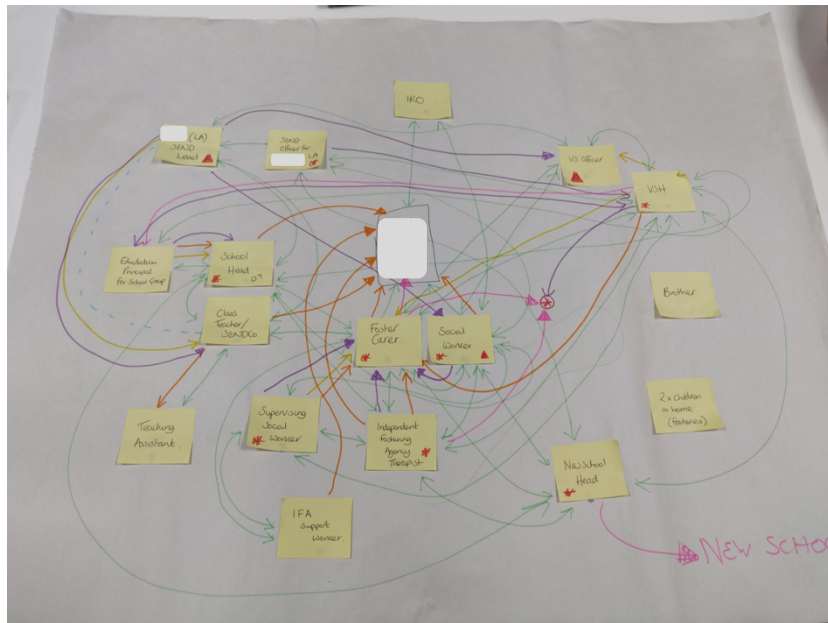 IRO
(LA)
SEND
Lead
SEND
Officer for
LA
VS Officer
VSH
Education
Principal
for School Group
School
Head
Class
Teacher/
SENDCo
Foster
Carer.
Social
Worker
Brother
2 x children
in home
(fostered)
Teaching
Assistant.
Supervising
Social
Worker
Independent
Fostering
Agency
Therapist
New School
Head
IFA
Support
Worker.
NEW SCHO